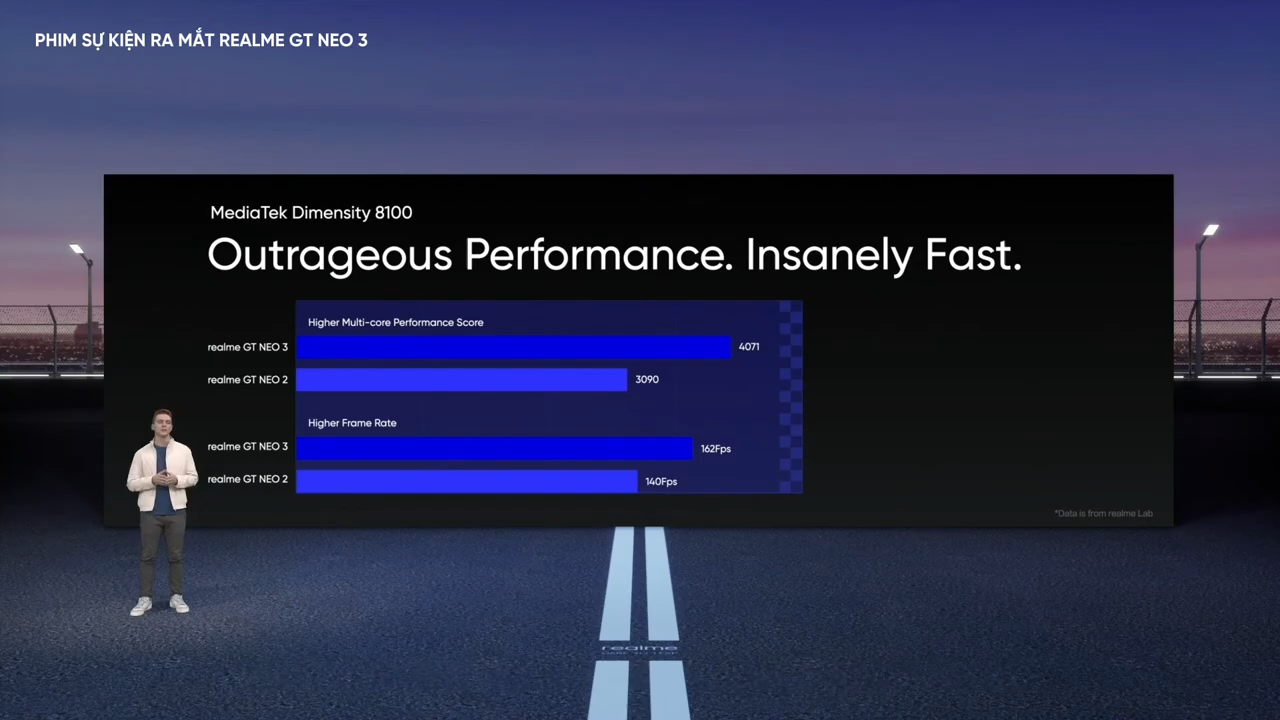 PHIM SỰ KIỆN RA MẮT REALME GT NEO 3
MediaTek Dimensity 8100
Outrageous Performance. Insanely Fast.
Higher Multi-core Performance Score
realme GT NEO 3 4071
realme GT NEO 2 3090
Higher Frame Rate
realme GT NEO 3 162Fps
realme GT NEO 2 140Fps
*Data is from realme Lab
realme